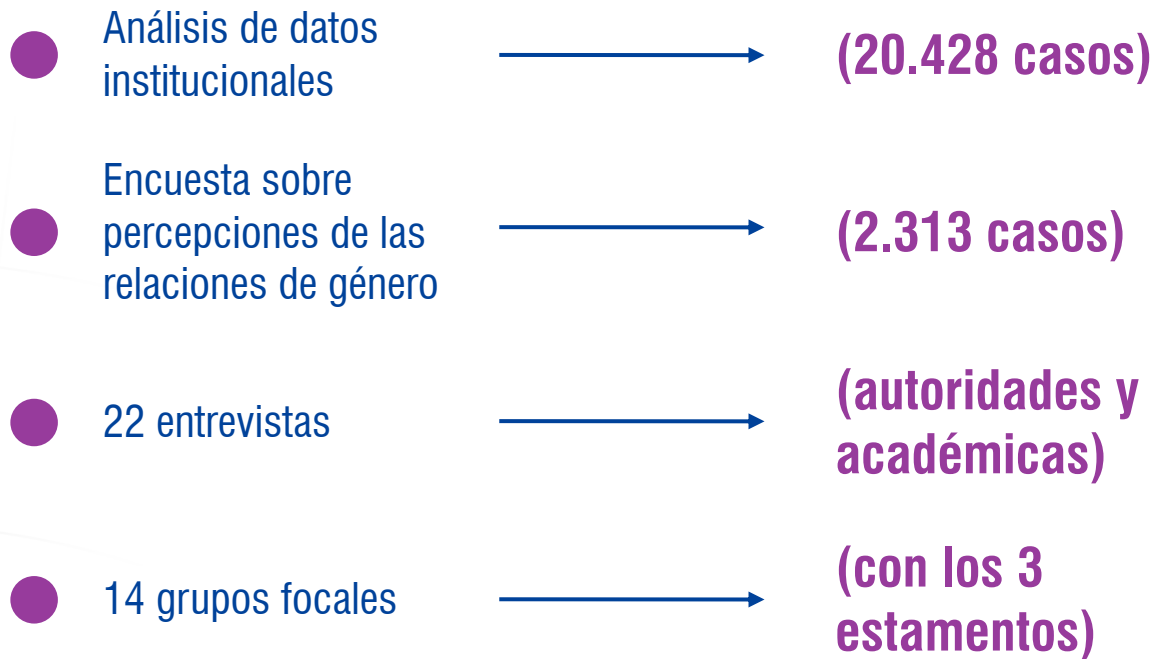 Análisis de datos
institucionales
(20.428 casos)
Encuesta sobre
percepciones de las
relaciones de género
(2.313 casos)
22 entrevistas
(autoridades y
académicas)
14 grupos focales
(con los 3
estamentos)